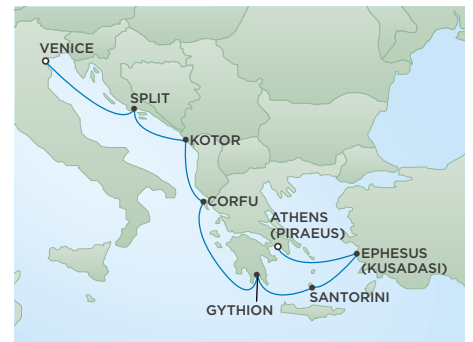 VENICE
SPLIT
KOTOR
CORFU
ATHENS
(PIRAEUS)
EPHESUS
(KUSADASI)
SANTORINI
GYTHION